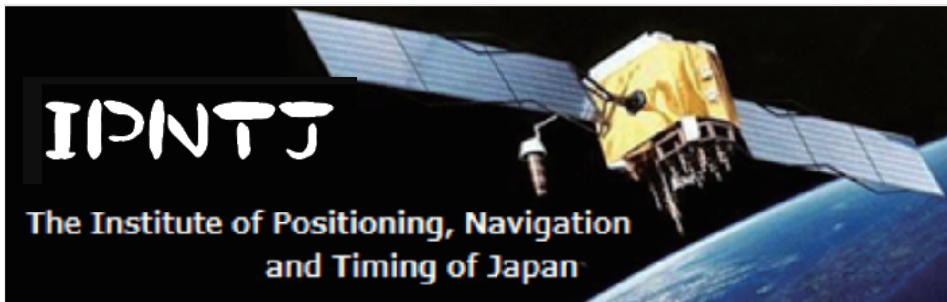 IPNTJ
The Institute of Positioning, Navigation
and Timing of Japan